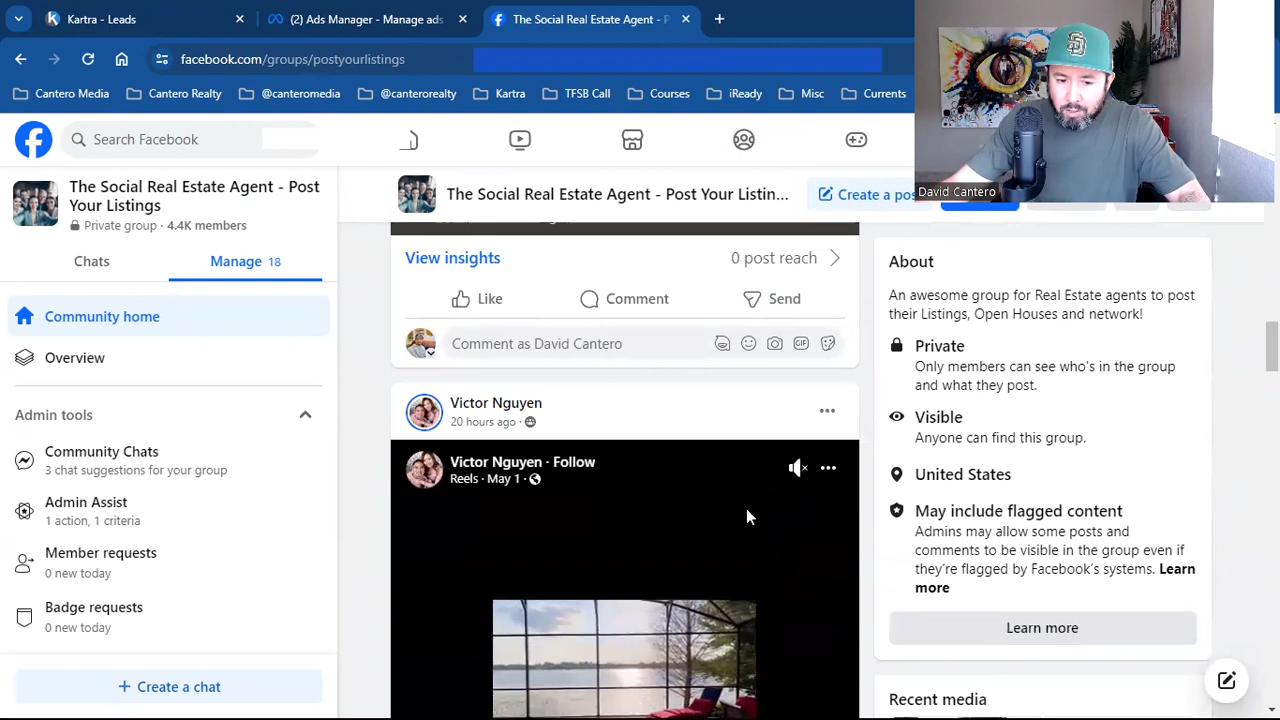 Kartra - Leads
(2) Ads Manager - Manage ads
The Social Real Estate Agent - P
facebook.com/groups/postyourlistings
Cantero Media
Cantero Realty
@canteromedia
@canterorealty
Kartra
TFSB Call
Courses
iReady
Misc
Currents
David Cantero
Search Facebook
The Social Real Estate Agent - Post
Your Listings
Private group · 4.4K members
Chats
Manage 18
Community home
Overview
Admin tools
Community Chats
3 chat suggestions for your group
Admin Assist
1 action, 1 criteria
Member requests
0 new today
Badge requests
0 new today
+ Create a chat
The Social Real Estate Agent - Post Your Listin...
Create a pos
View insights
0 post reach
Like
Comment
Send
Comment as David Cantero
GIF
Victor Nguyen
20 hours ago ·
Victor Nguyen · Follow
Reels · May 1 ·
About
An awesome group for Real Estate agents to post
their Listings, Open Houses and network!
Private
Only members can see who's in the group
and what they post.
Visible
Anyone can find this group.
United States
May include flagged content
Admins may allow some posts and
comments to be visible in the group even if
they're flagged by Facebook's systems. Learn
more
Learn more
Recent media